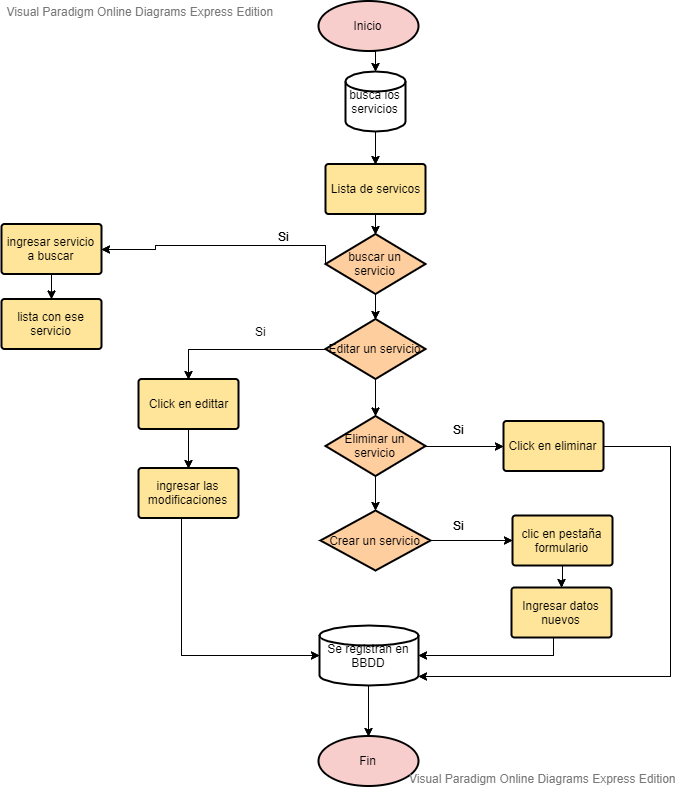 Visual Paradigm Online Diagrams Express Edition
Inicio
busca los
servicios
Lista de servicos
Si
buscar un
servicio
ingresar servicio
a buscar
lista con ese
servicio
Si
Editar un servicio
Click en edittar
Eliminar un
servicio
Si
Click en eliminar
ingresar las
modificaciones
Crear un servicio
Si
clic en pestaña
formulario
Ingresar datos
nuevos
Se registran en
BBDD
Fin
Visual Paradigm Online Diagrams Express Edition